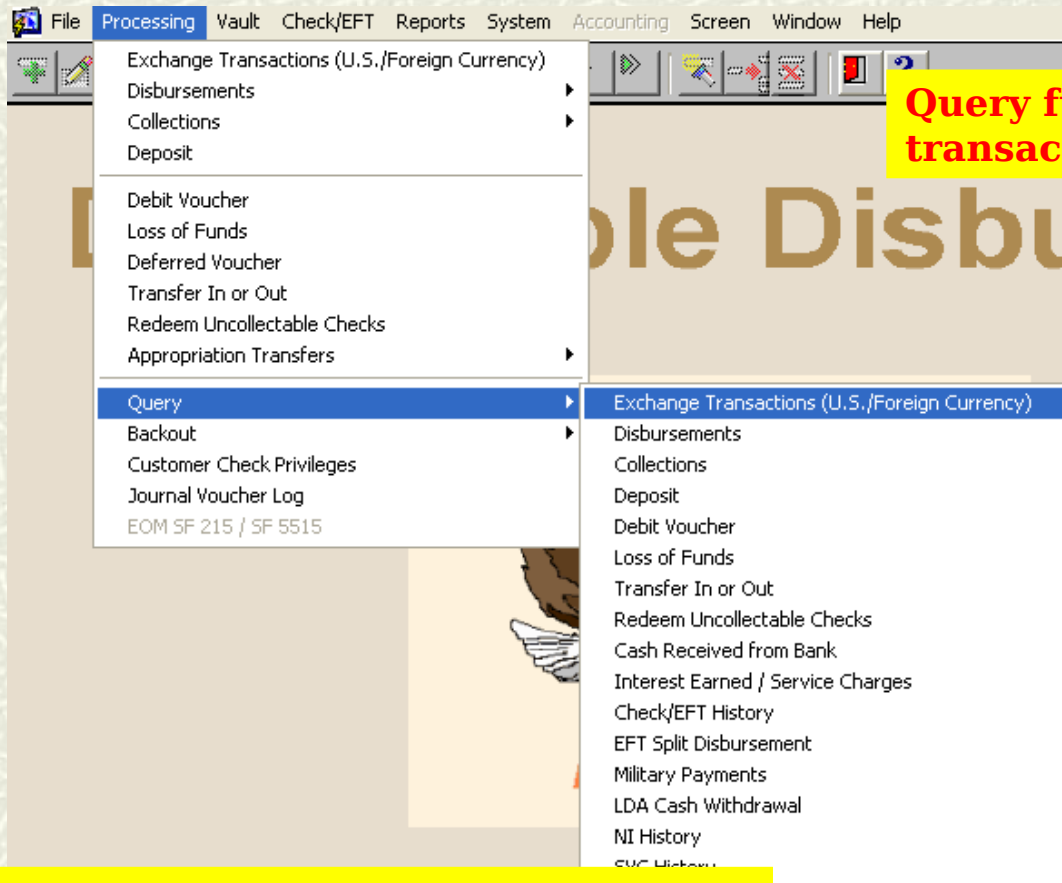 File Processing Vault Check/EFT Reports System Accounting Screen Window Help
Exchange Transactions (U.S./Foreign Currency)
Disbursements
Collections
Deposit
Query f
transac
Debit Voucher
Loss of Funds
Deferred Voucher
Transfer In or Out
Redeem Uncollectable Checks
Appropriation Transfers
ple Disbu
Query
Backout
Customer Check Privileges
Journal Voucher Log
EOM SF 215 / SF 5515
Exchange Transactions (U.S./Foreign Currency)
Disbursements
Collections
Deposit
Debit Voucher
Loss of Funds
Transfer In or Out
Redeem Uncollectable Checks
Cash Received from Bank
Interest Earned / Service Charges
Check/EFT History
EFT Split Disbursement
Military Payments
LDA Cash Withdrawal
NI History